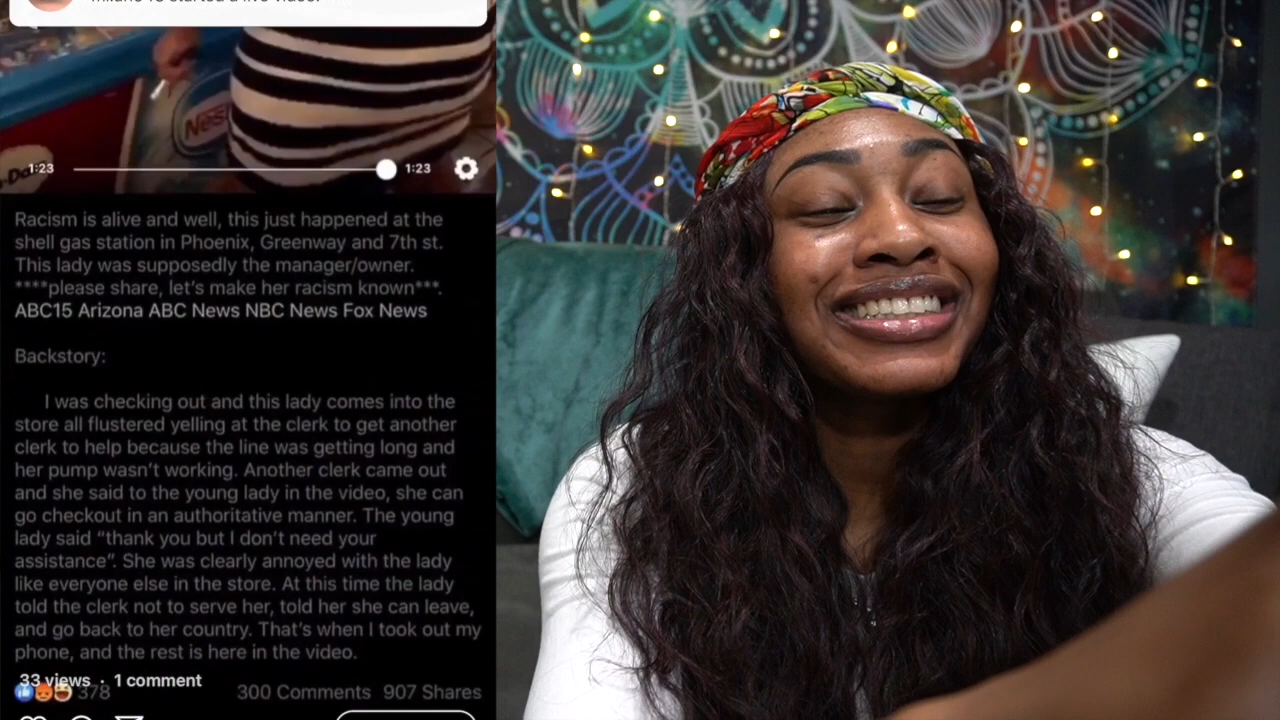 1:23
1:23
Racism is alive and well, this just happened at the
shell gas station in Phoenix, Greenway and 7th st.
This lady was supposedly the manager/owner.
****please share, let's make her racism known***.
ABC15 Arizona ABC News NBC News Fox News
Backstory:
I was checking out and this lady comes into the
store all flustered yelling at the clerk to get another
clerk to help because the line was getting long and
her pump wasn't working. Another clerk came out
and she said to the young lady in the video, she can
go checkout in an authoritative manner. The young
lady said “thank you but I don't need your
assistance”. She was clearly annoyed with the lady
like everyone else in the store. At this time the lady
told the clerk not to serve her, told her she can leave,
and go back to her country. That's when I took out my
phone, and the rest is here in the video.
33 views · 1 comment
378 300 Comments 907 Shares